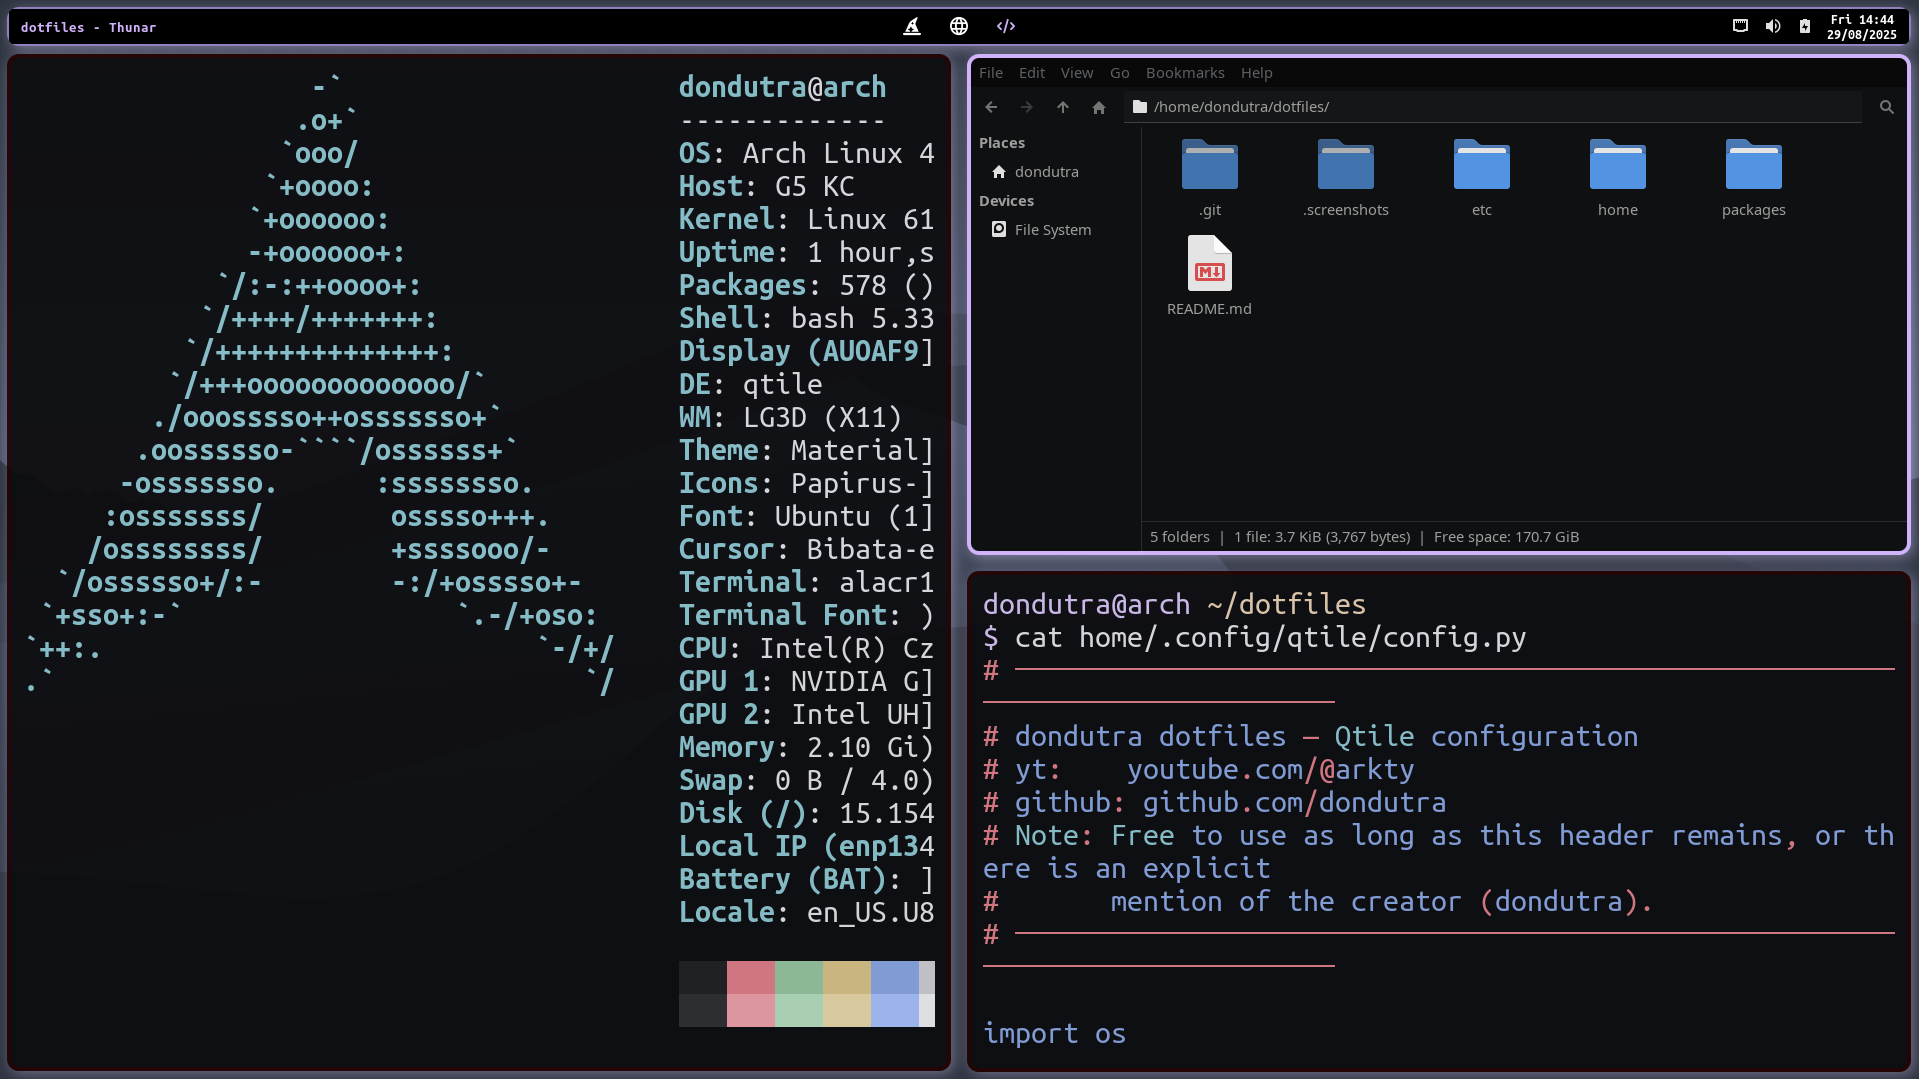 dotfiles - Thunar
</>
Fri 14:44
29/08/2025
-`
.o+`
`ooo/
`+oooo:
`+oooooo:
-+oooooo+:
`/:-:++oooo+:
`/++++/+++++++:
`/++++++++++++++:
`/+++ooooooooooooo/`
./ooosssso++osssssso+`
.oossssso-````/ossssss+`
-osssssso.      :ssssssso.
:osssssss/        osssso+++.
/ossssssss/        +ssssooo/-
`/ossssso+/:-        -:/+osssso+-
`+sso+:-`                 `.-/+oso:
`++:.                           `-/+/
.`                                 `/
dondutra@arch
-------------
OS: Arch Linux 4
Host: G5 KC
Kernel: Linux 61
Uptime: 1 hour,s
Packages: 578 ()
Shell: bash 5.33
Display (AUOAF9]
DE: qtile
WM: LG3D (X11)
Theme: Material]
Icons: Papirus-]
Font: Ubuntu (1]
Cursor: Bibata-e
Terminal: alacr1
Terminal Font: )
CPU: Intel(R) Cz
GPU 1: NVIDIA G]
GPU 2: Intel UH]
Memory: 2.10 Gi)
Swap: 0 B / 4.0)
Disk (/): 15.154
Local IP (enp134
Battery (BAT): ]
Locale: en_US.U8
File Edit View Go Bookmarks Help
/home/dondutra/dotfiles/
Places
dondutra
Devices
File System
.git .screenshots etc home packages
M↓
README.md
5 folders | 1 file: 3.7 KiB (3,767 bytes) | Free space: 170.7 GiB
dondutra@arch ~/dotfiles
$ cat home/.config/qtile/config.py
# ───────────────────────────────────────────────────────
──────────────────────
# dondutra dotfiles — Qtile configuration
# yt:    youtube.com/@arkty
# github: github.com/dondutra
# Note: Free to use as long as this header remains, or th
ere is an explicit
#       mention of the creator (dondutra).
# ───────────────────────────────────────────────────────
──────────────────────
import os